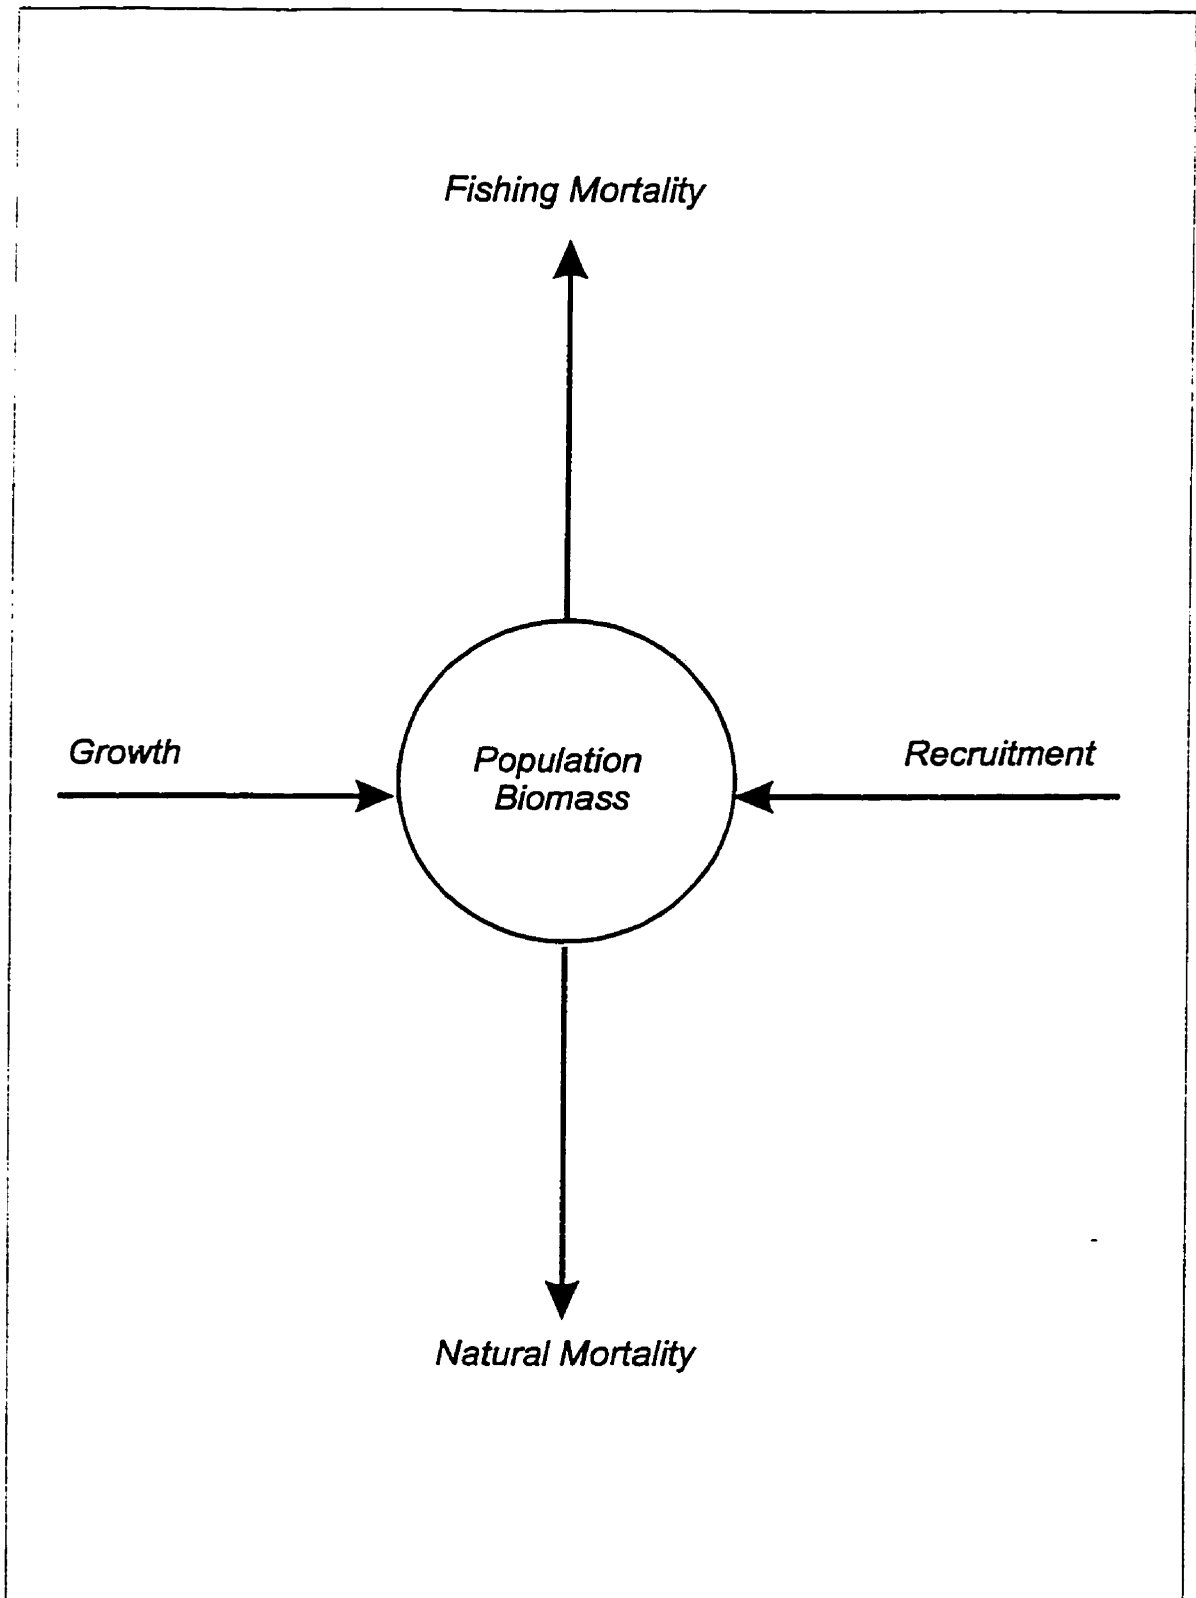 Fishing Mortality
Growth
Population
Biomass
Recruitment
Natural Mortality